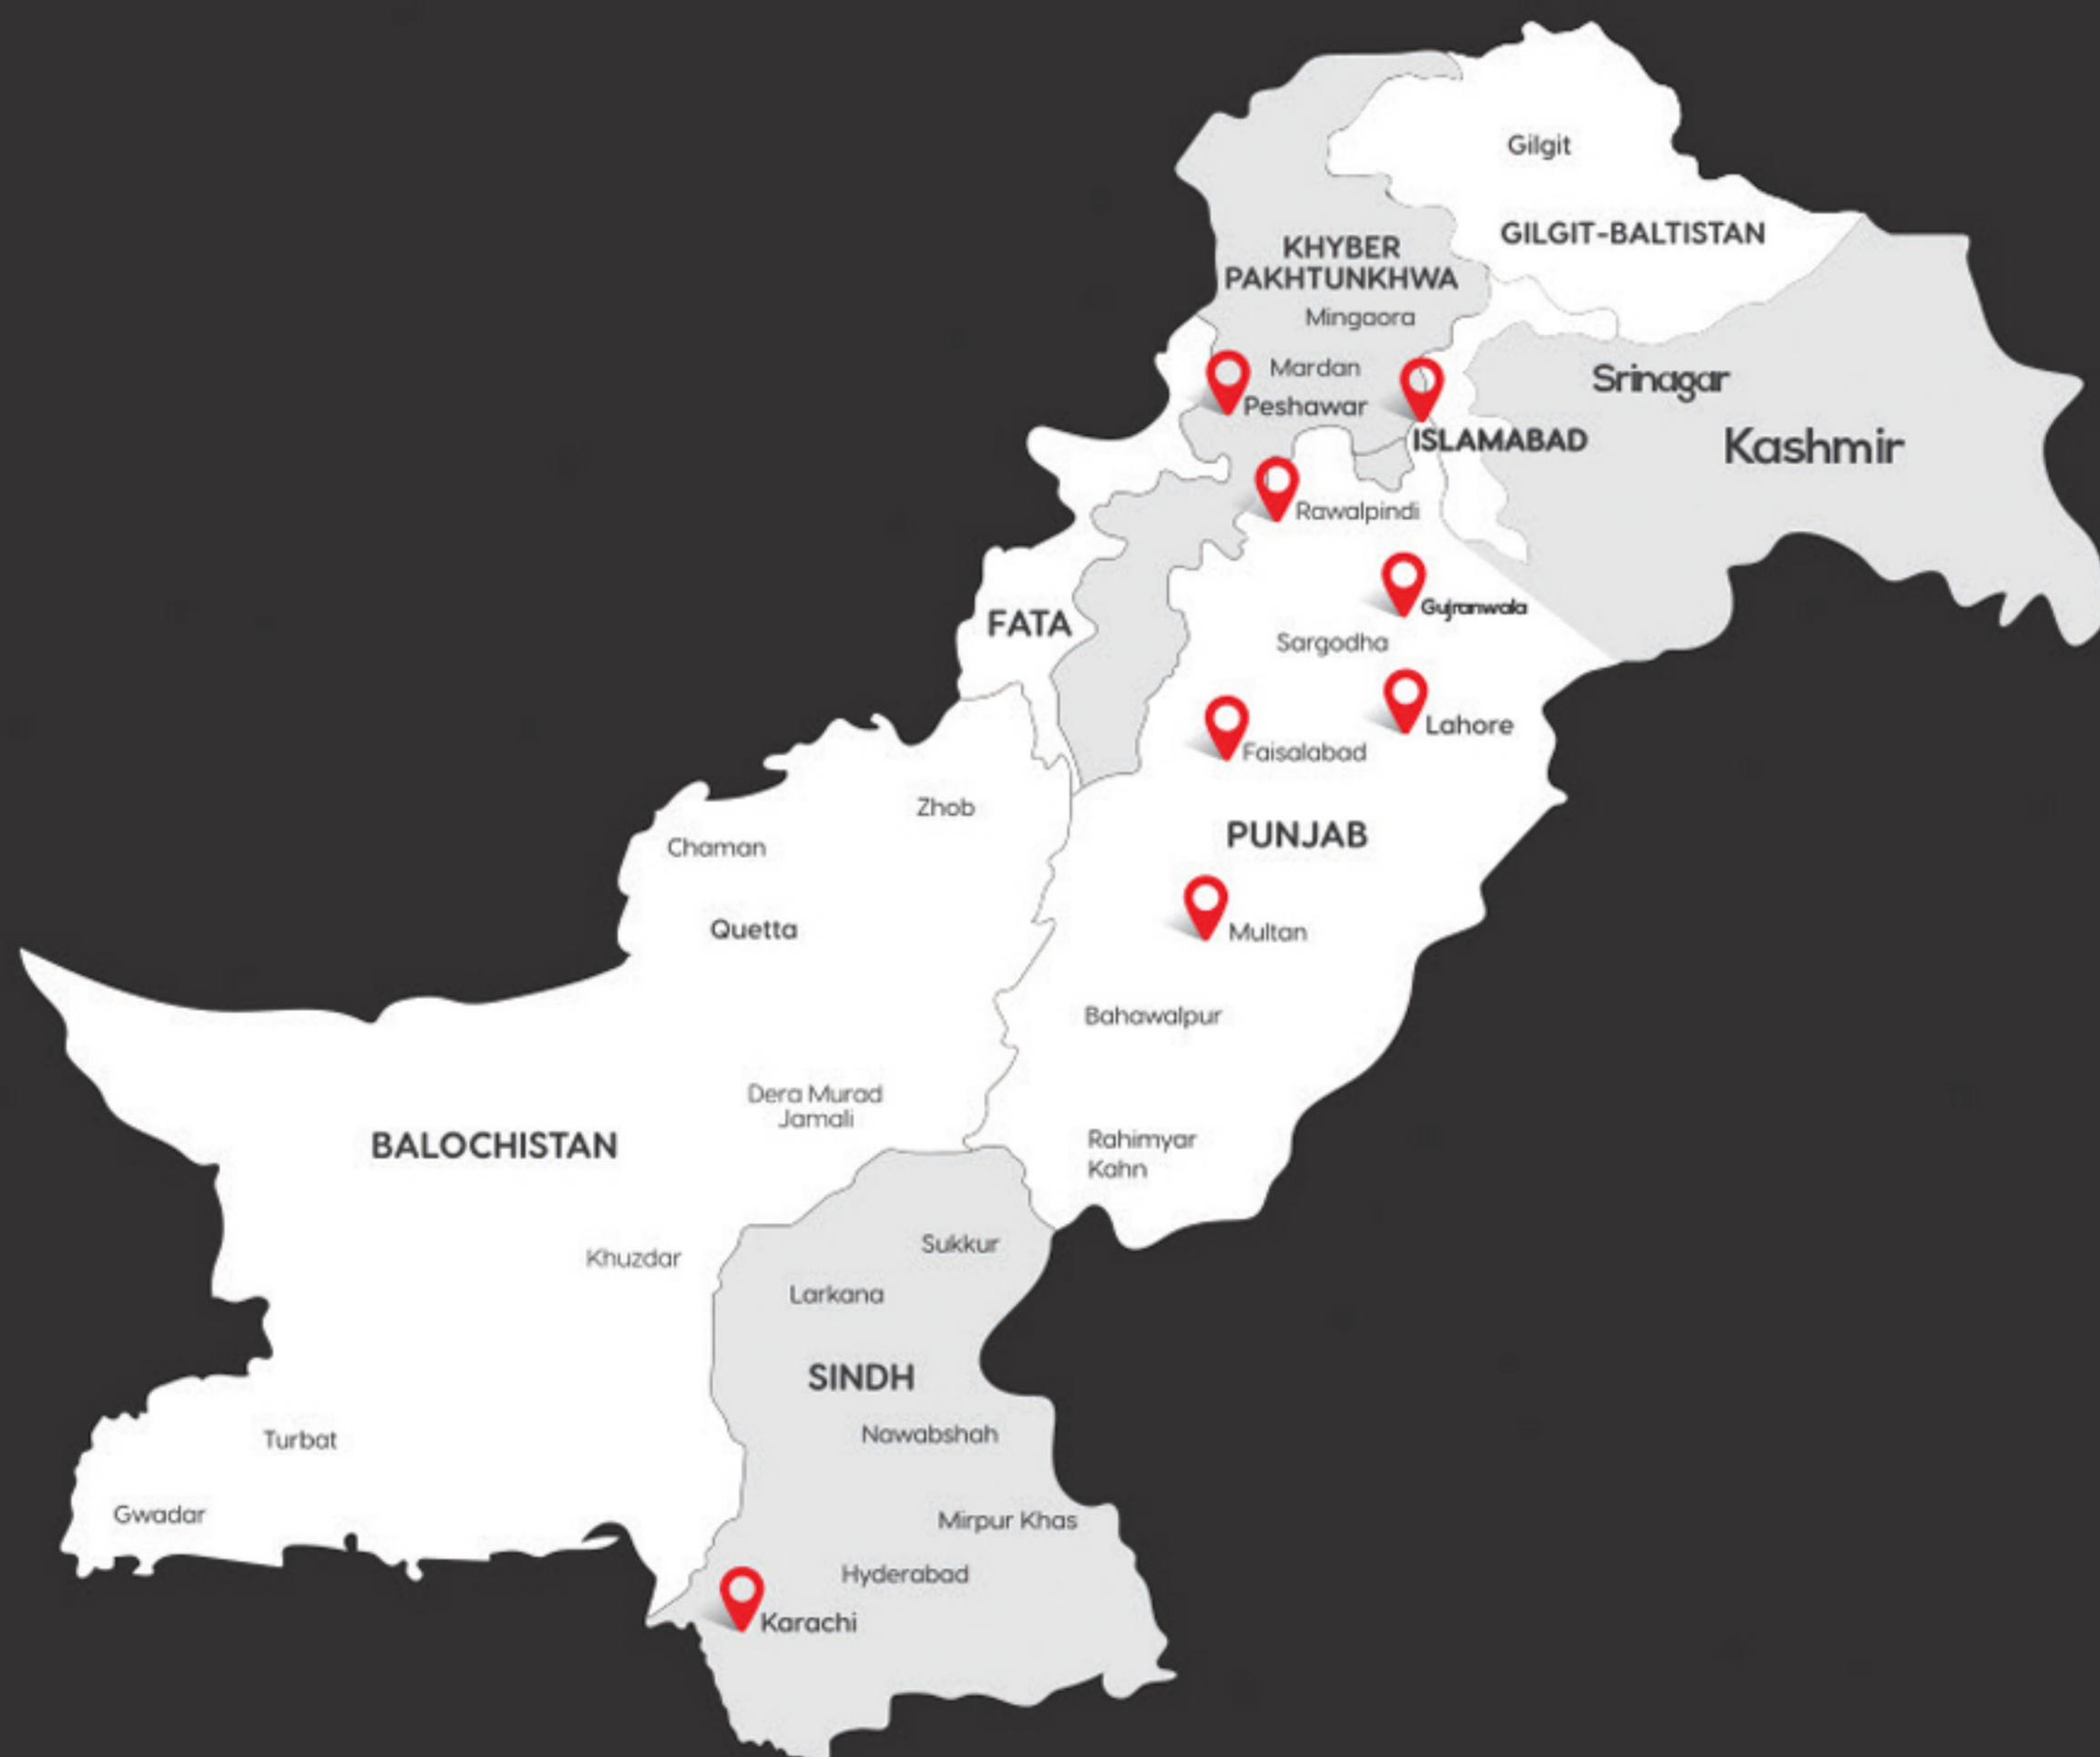 Gilgit
GILGIT-BALTISTAN
KHYBER
PAKHTUNKHWA
Mingaora
Mardan
Peshawar
Srinagar
Kashmir
ISLAMABAD
Rawalpindi
Gujranwala
FATA
Sargodha
Lahore
Faisalabad
Zhob
PUNJAB
Chaman
Quetta
Multan
Bahawalpur
Dera Murad
Jamali
BALOCHISTAN
Rahimyar
Kahn
Khuzdar
Sukkur
Larkana
SINDH
Nawabshah
Turbat
Gwadar
Mirpur Khas
Hyderabad
Karachi